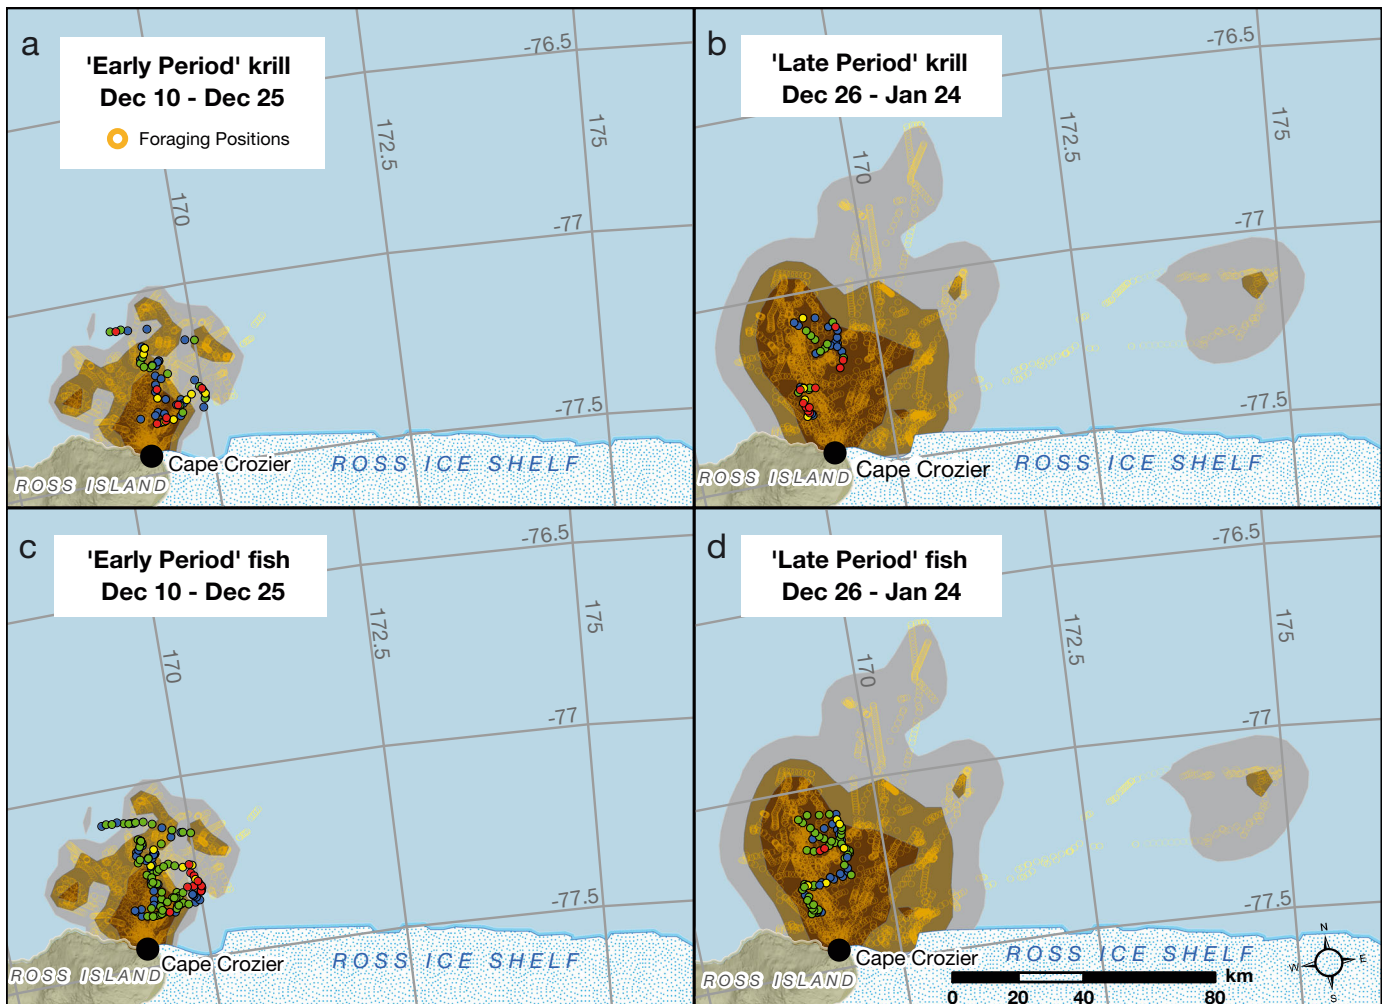 a
'Early Period' krill
Dec 10 - Dec 25
Foraging Positions
-76.5
172.5
175
170
-77
-77.5
Cape Crozier
ROSS ICE SHELF
ROSS ISLAND
b
'Late Period' krill
Dec 26 - Jan 24
-76.5
170
172.5
175
-77
-77.5
Cape Crozier
ROSS ICE SHELF
ROSS ISLAND
c
'Early Period' fish
Dec 10 - Dec 25
-76.5
170
172.5
175
-77
-77.5
Cape Crozier
ROSS ICE SHELF
ROSS ISLAND
d
'Late Period' fish
Dec 26 - Jan 24
-76.5
170
172.5
175
-77
-77.5
Cape Crozier
ROSS ICE SHELF
ROSS ISLAND
km
0 20 40 80
N
W E
S